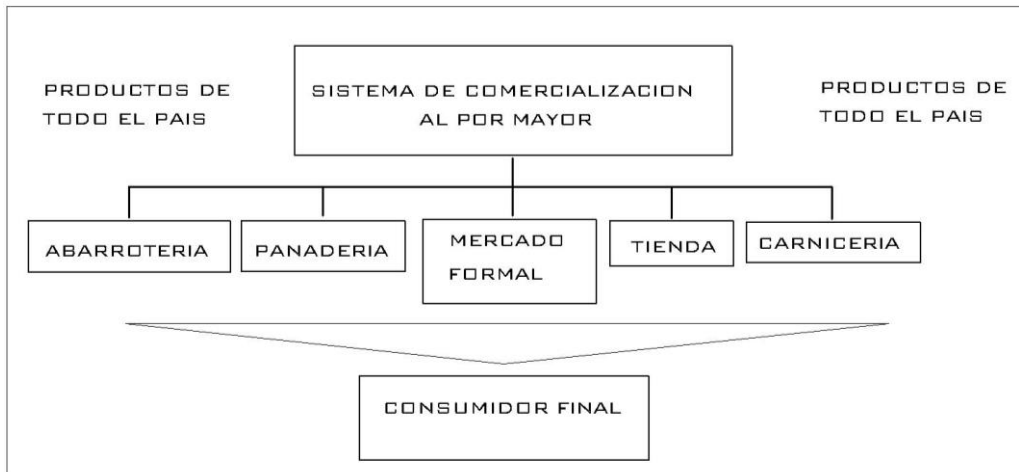 PRODUCTOS DE
TODO EL PAIS
SISTEMA DE COMERCIALIZACION
AL POR MAYOR
PRODUCTOS DE
TODO EL PAIS
ABARROTERIA
PANADERIA
MERCADO
FORMAL
TIENDA
CARNICERIA
CONSUMIDOR FINAL